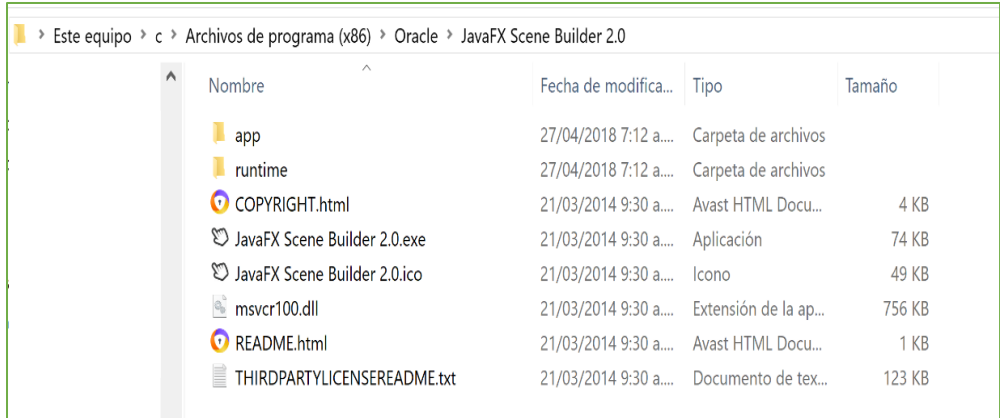 Este equipo > c > Archivos de programa (x86) > Oracle > JavaFX Scene Builder 2.0
Nombre Fecha de modifica... Tipo Tamaño
app 27/04/2018 7:12 a.... Carpeta de archivos
runtime 27/04/2018 7:12 a.... Carpeta de archivos
COPYRIGHT.html 21/03/2014 9:30 a.... Avast HTML Docu... 4 KB
JavaFX Scene Builder 2.0.exe 21/03/2014 9:30 a.... Aplicación 74 KB
JavaFX Scene Builder 2.0.ico 21/03/2014 9:30 a.... Icono 49 KB
msvcr100.dll 21/03/2014 9:30 a.... Extensión de la ap... 756 KB
README.html 21/03/2014 9:30 a.... Avast HTML Docu... 1 KB
THIRDPARTYLICENSEREADME.txt 21/03/2014 9:30 a.... Documento de tex... 123 KB